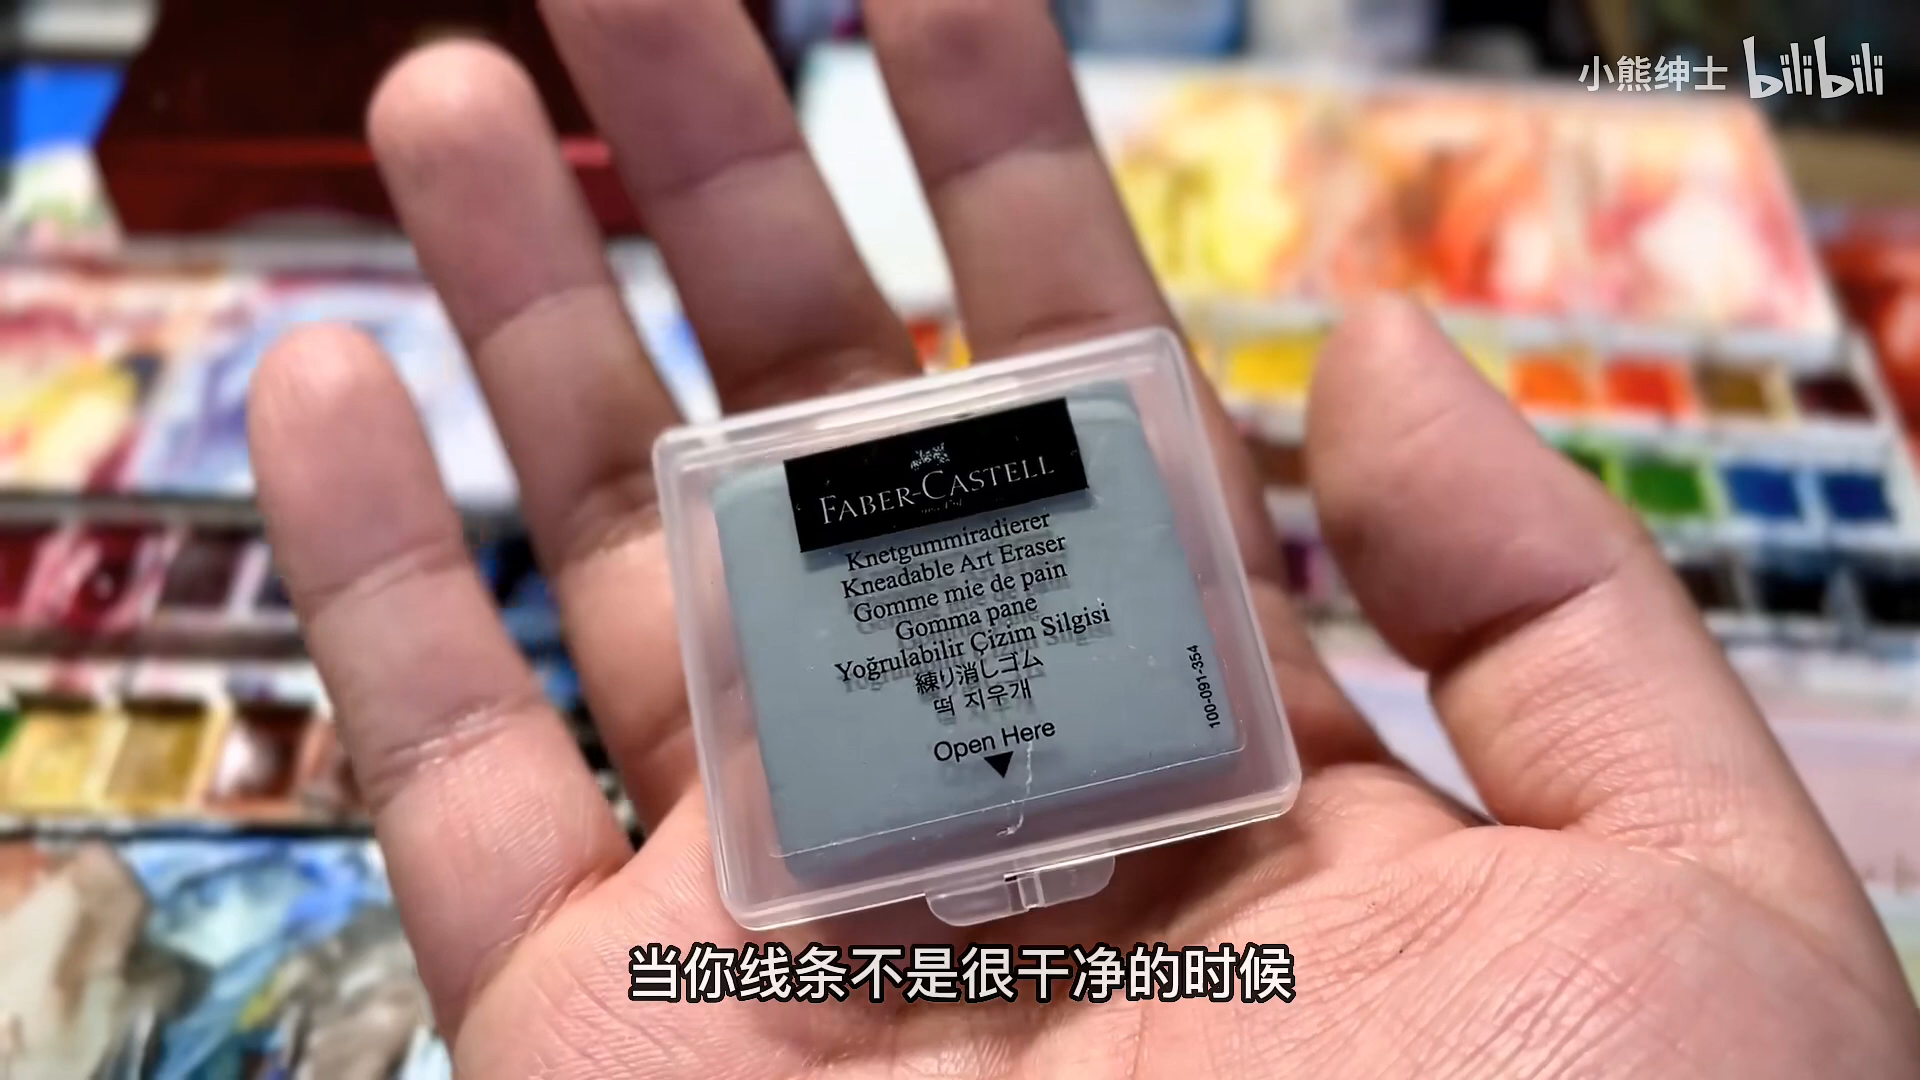 小熊绅士 bilibili
FABER-CASTELL
Knetgummiradierer
Kneadable Art Eraser
Gomme mie de pain
Gomma pane
Yoğrulabilir Çizim Silgisi
練り消しゴム
떡 지우개
Open Here
100-091-354
当你线条不是很干净的时候